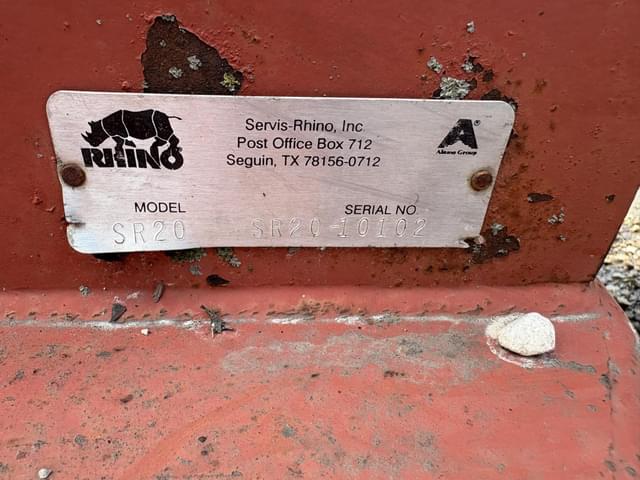 RHINO
Servis-Rhino, Inc
Post Office Box 712
Seguin, TX 78156-0712
A®
Alamo Group
MODEL
SERIAL NO.
SR20
SR20-10102